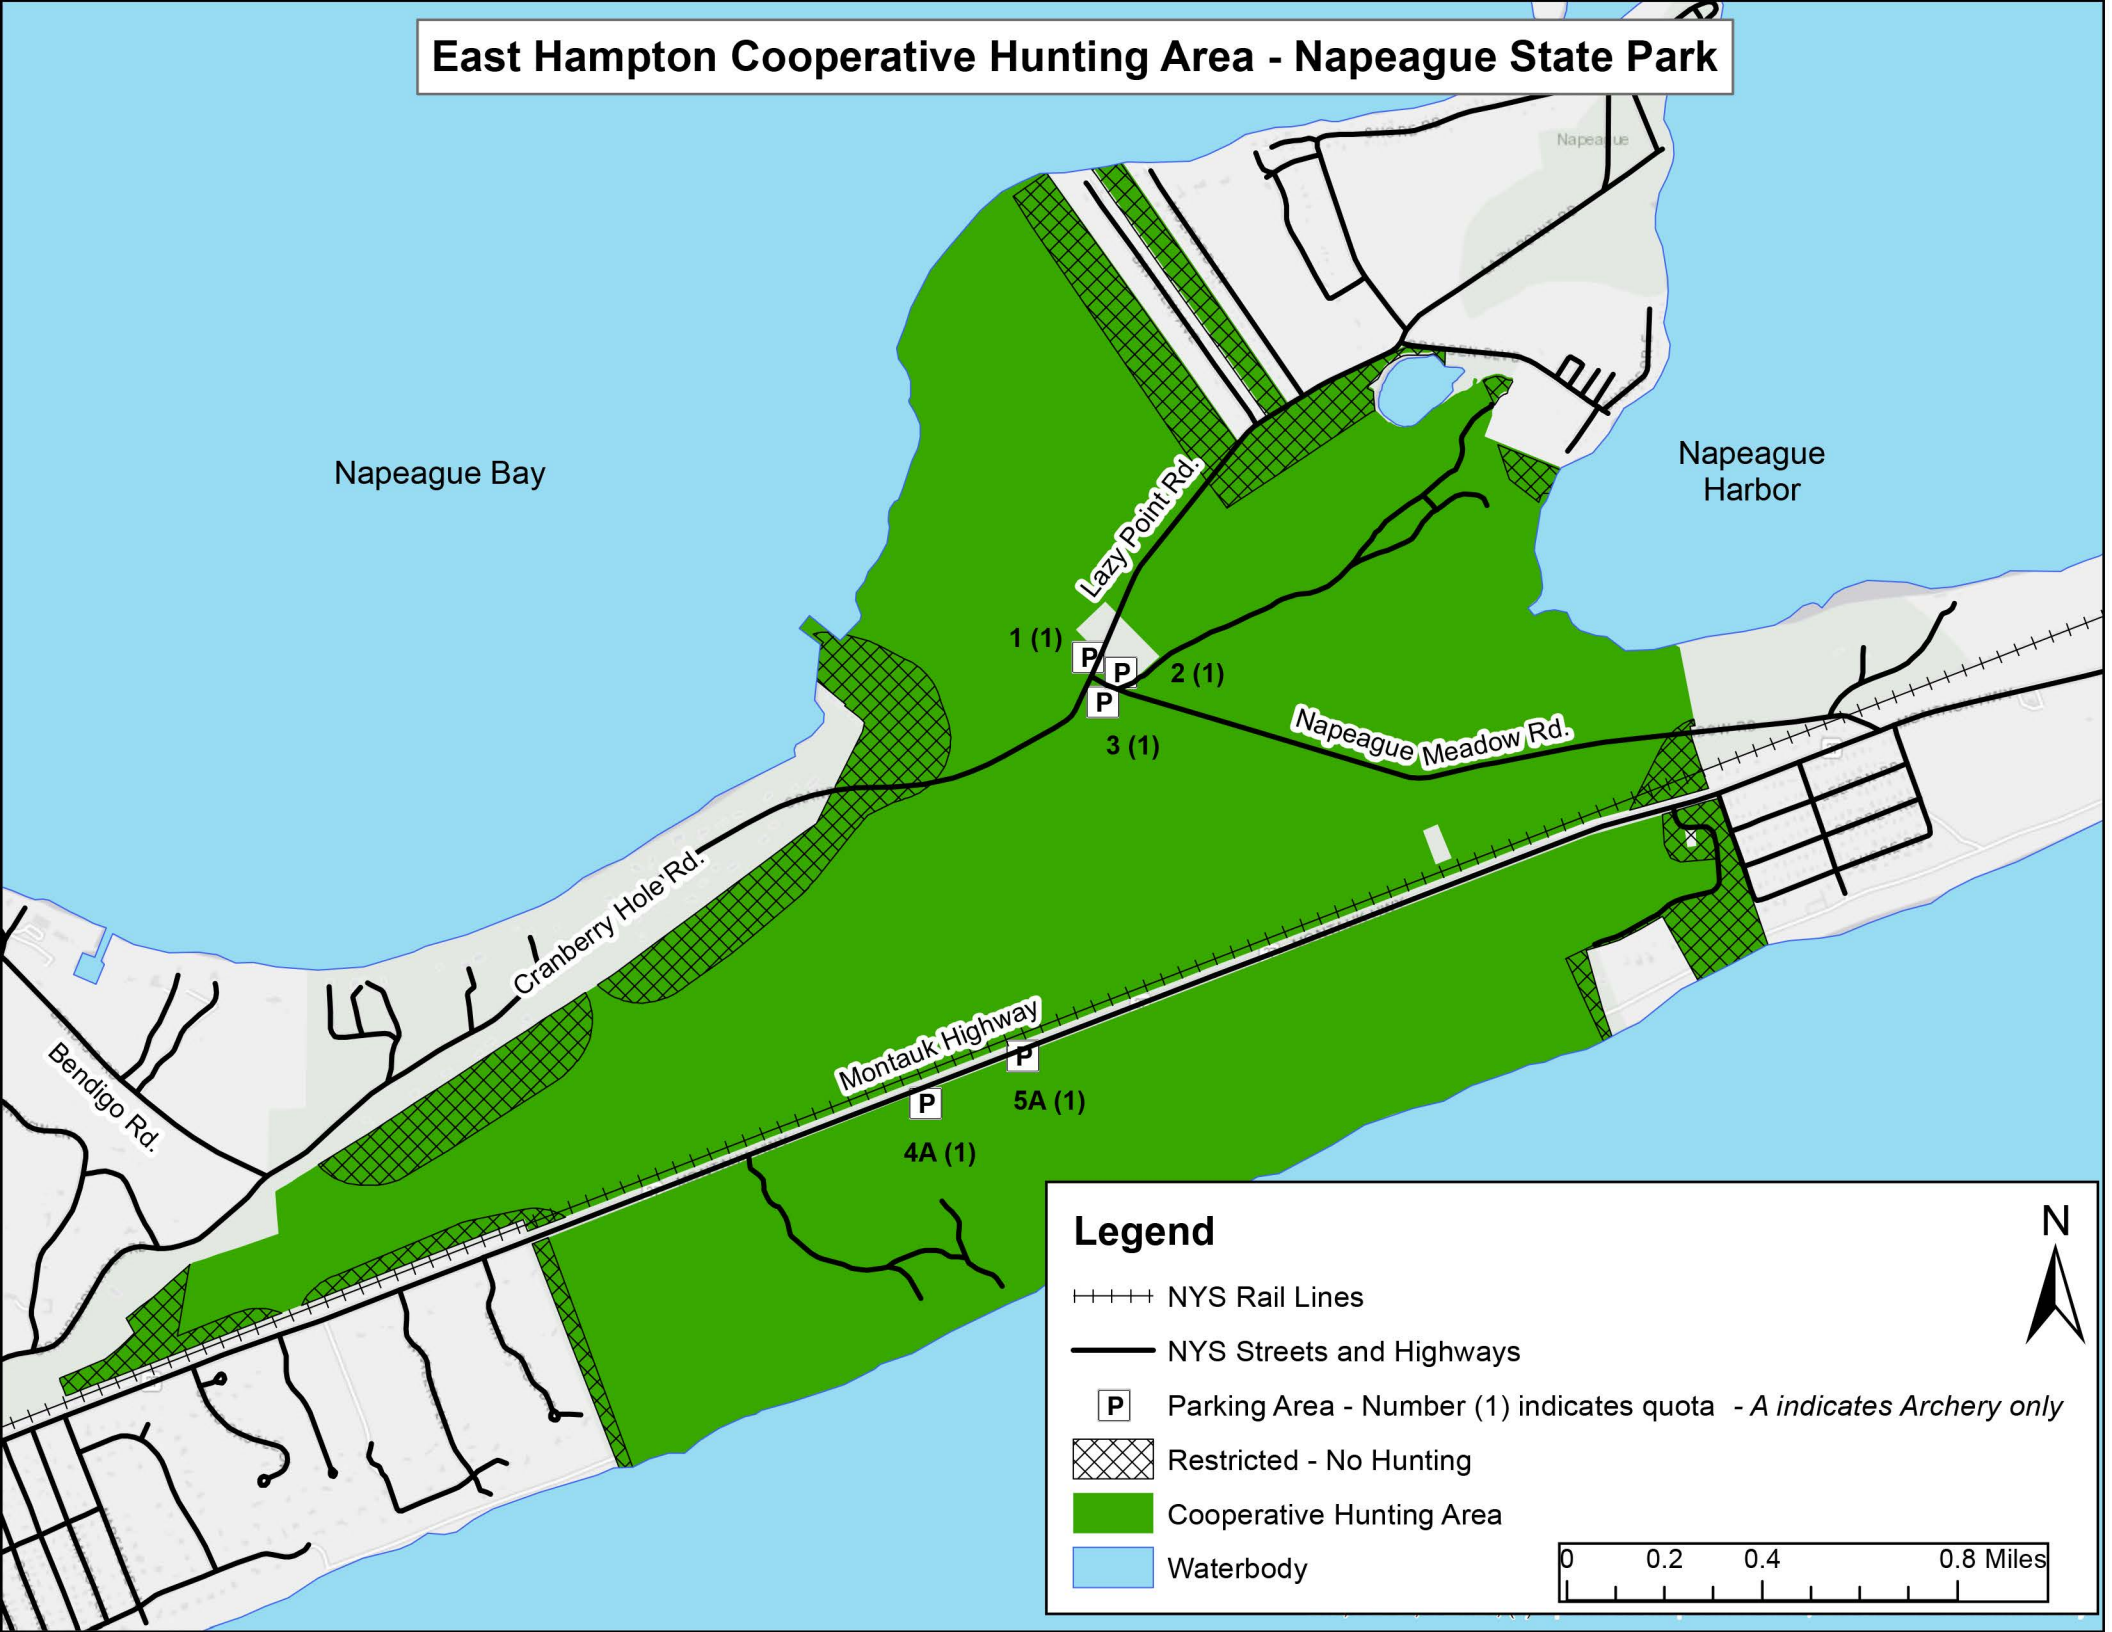 East Hampton Cooperative Hunting Area - Napeague State Park
Napeague
Napeague Bay
Napeague
Harbor
Lazy Point Rd.
1 (1)
P
P
2 (1)
P
3 (1)
Napeague Meadow Rd.
Cranberry Hole Rd.
Bendigo Rd.
Montauk Highway
P
5A (1)
P
4A (1)
Legend
N
NYS Rail Lines
NYS Streets and Highways
P Parking Area - Number (1) indicates quota - A indicates Archery only
Restricted - No Hunting
Cooperative Hunting Area
Waterbody
0 0.2 0.4 0.8 Miles